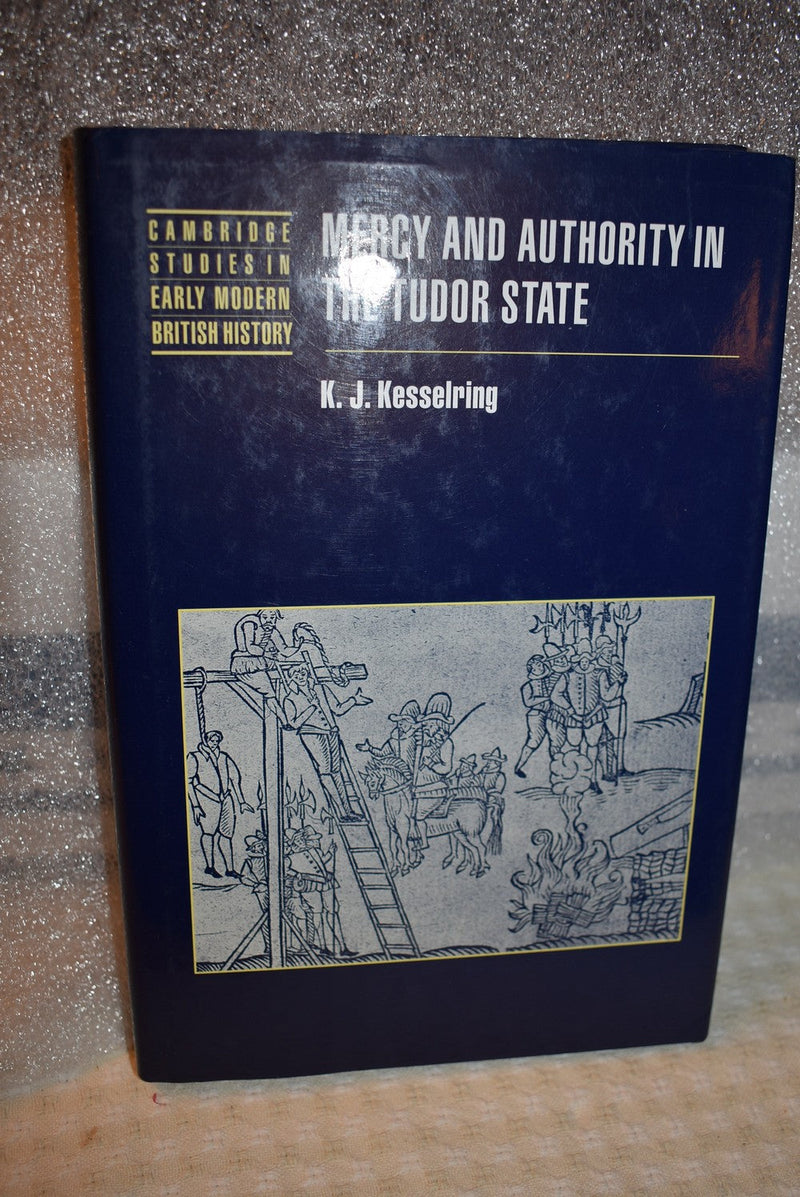 CAMBRIDGE
STUDIES IN
EARLY MODERN
BRITISH HISTORY
MERCY AND AUTHORITY IN
THE TUDOR STATE
K. J. Kesselring